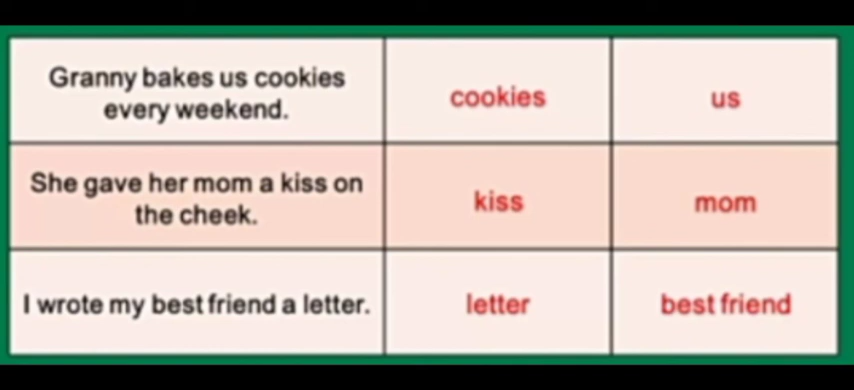 Granny bakes us cookies
every weekend.
cookies
us
She gave her mom a kiss on
the cheek.
kiss
mom
I wrote my best friend a letter.
letter
best friend